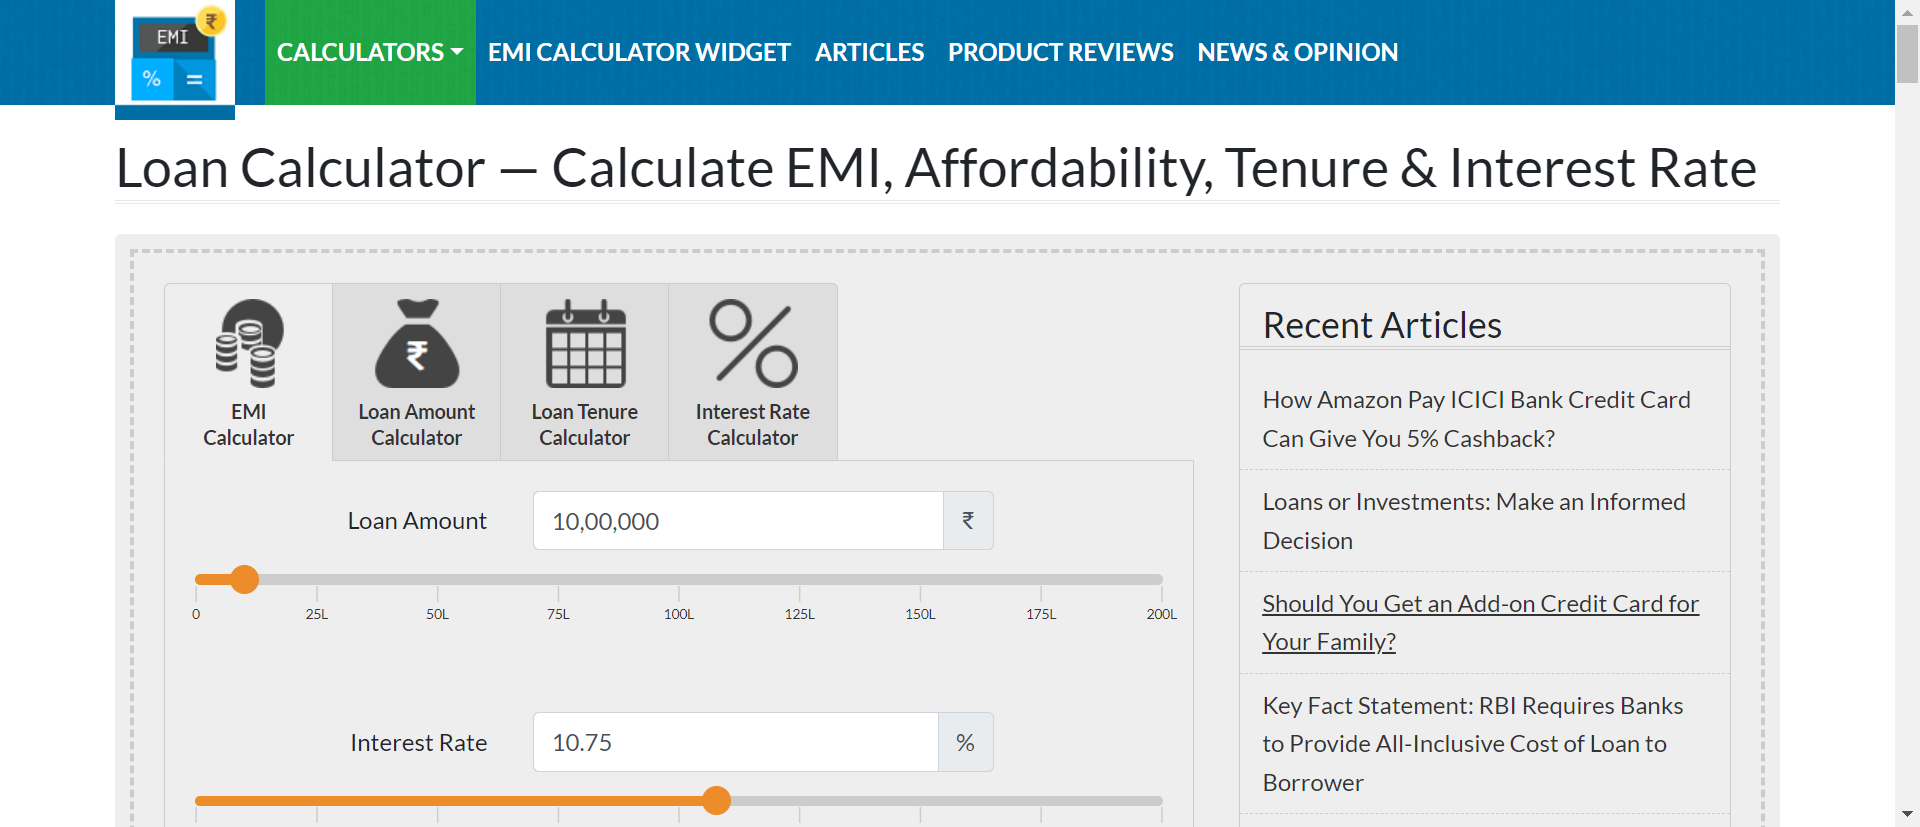 EMI
₹
%
=
CALCULATORS
EMI CALCULATOR WIDGET
ARTICLES
PRODUCT REVIEWS
NEWS & OPINION
Loan Calculator — Calculate EMI, Affordability, Tenure & Interest Rate
EMI
Calculator
₹
Loan Amount
Calculator
Loan Tenure
Calculator
Interest Rate
Calculator
Loan Amount
10,00,000
₹
0 25L 50L 75L 100L 125L 150L 175L 200L
Interest Rate
10.75
%
Recent Articles
How Amazon Pay ICICI Bank Credit Card
Can Give You 5% Cashback?
Loans or Investments: Make an Informed
Decision
Should You Get an Add-on Credit Card for
Your Family?
Key Fact Statement: RBI Requires Banks
to Provide All-Inclusive Cost of Loan to
Borrower